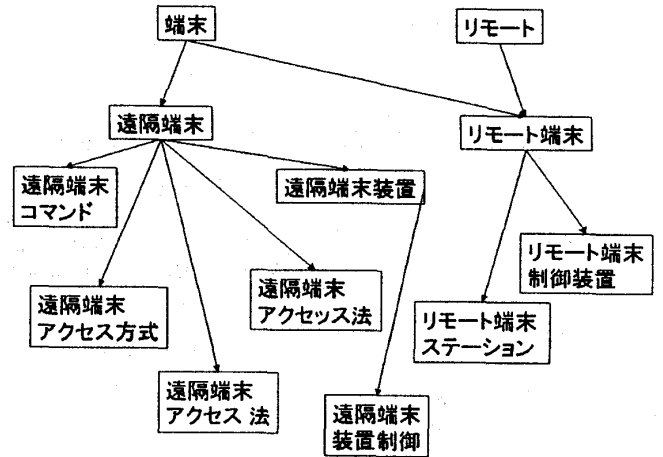 端末
リモート
遠隔端末
リモート端末
遠隔端末
コマンド
遠隔端末装置
リモート端末
制御装置
遠隔端末
アクセス方式
遠隔端末
アクセッス法
リモート端末
ステーション
遠隔端末
アクセス 法
遠隔端末
装置制御